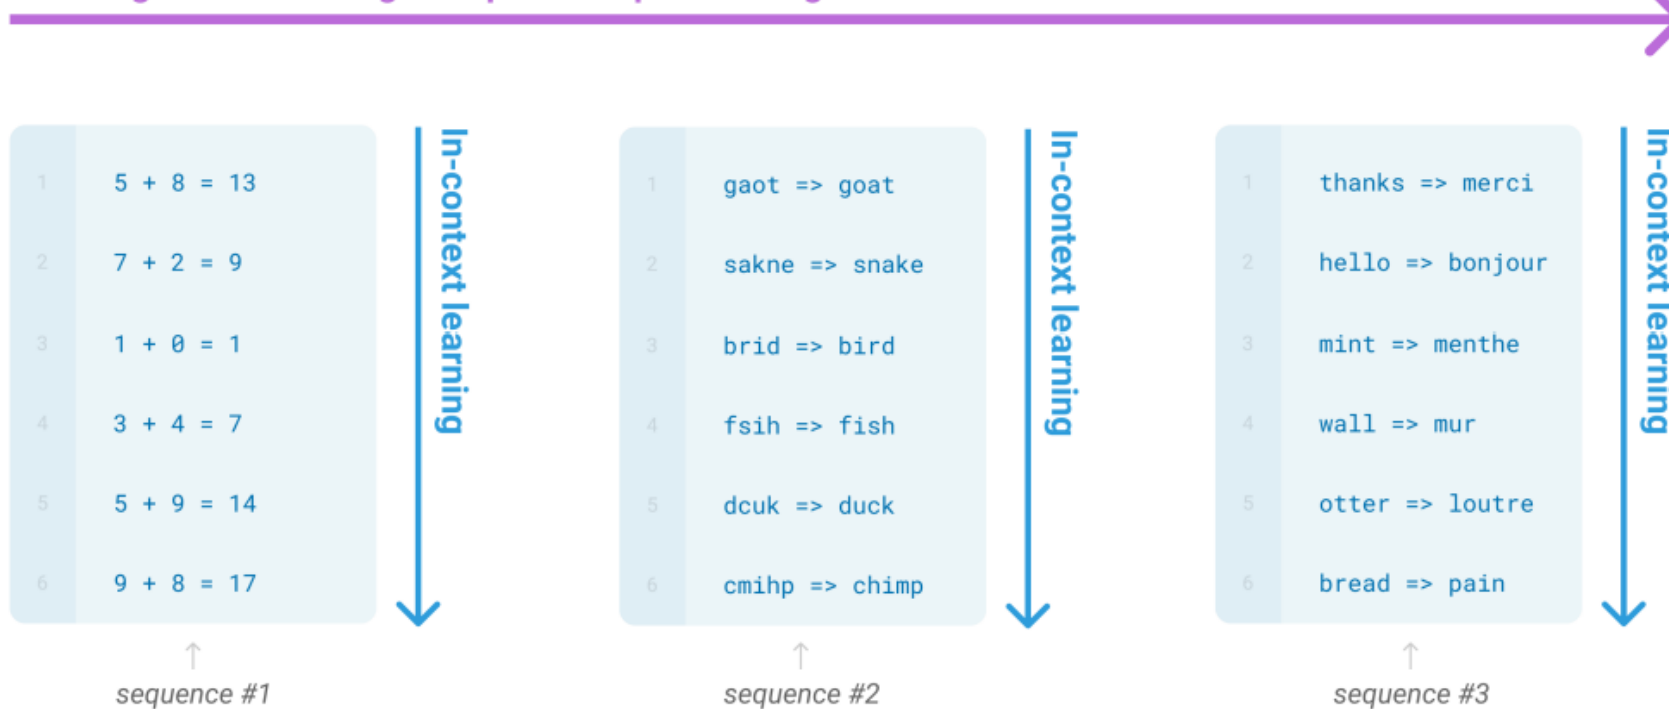 1 5 + 8 = 13
2 7 + 2 = 9
3 1 + 0 = 1
4 3 + 4 = 7
5 5 + 9 = 14
6 9 + 8 = 17
In-context learning
sequence #1
1 gaot => goat
2 sakne => snake
3 brid => bird
4 fsih => fish
5 dcuk => duck
6 cmihp => chimp
In-context learning
sequence #2
1 thanks => merci
2 hello => bonjour
3 mint => menthe
4 wall => mur
5 otter => loutre
6 bread => pain
In-context learning
sequence #3